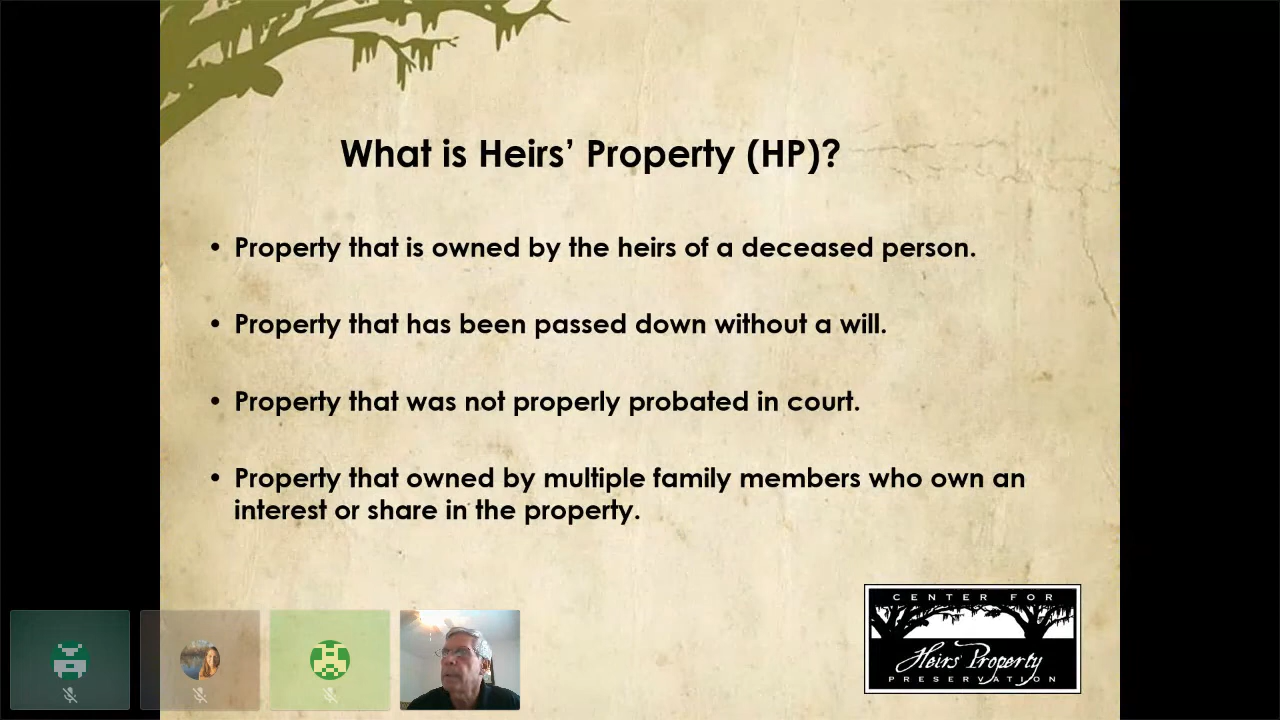 What is Heirs’ Property (HP)?
• Property that is owned by the heirs of a deceased person.
• Property that has been passed down without a will.
• Property that was not properly probated in court.
• Property that owned by multiple family members who own an
interest or share in the property.
CENTER FOR
Heirs' Property
PRESERVATION